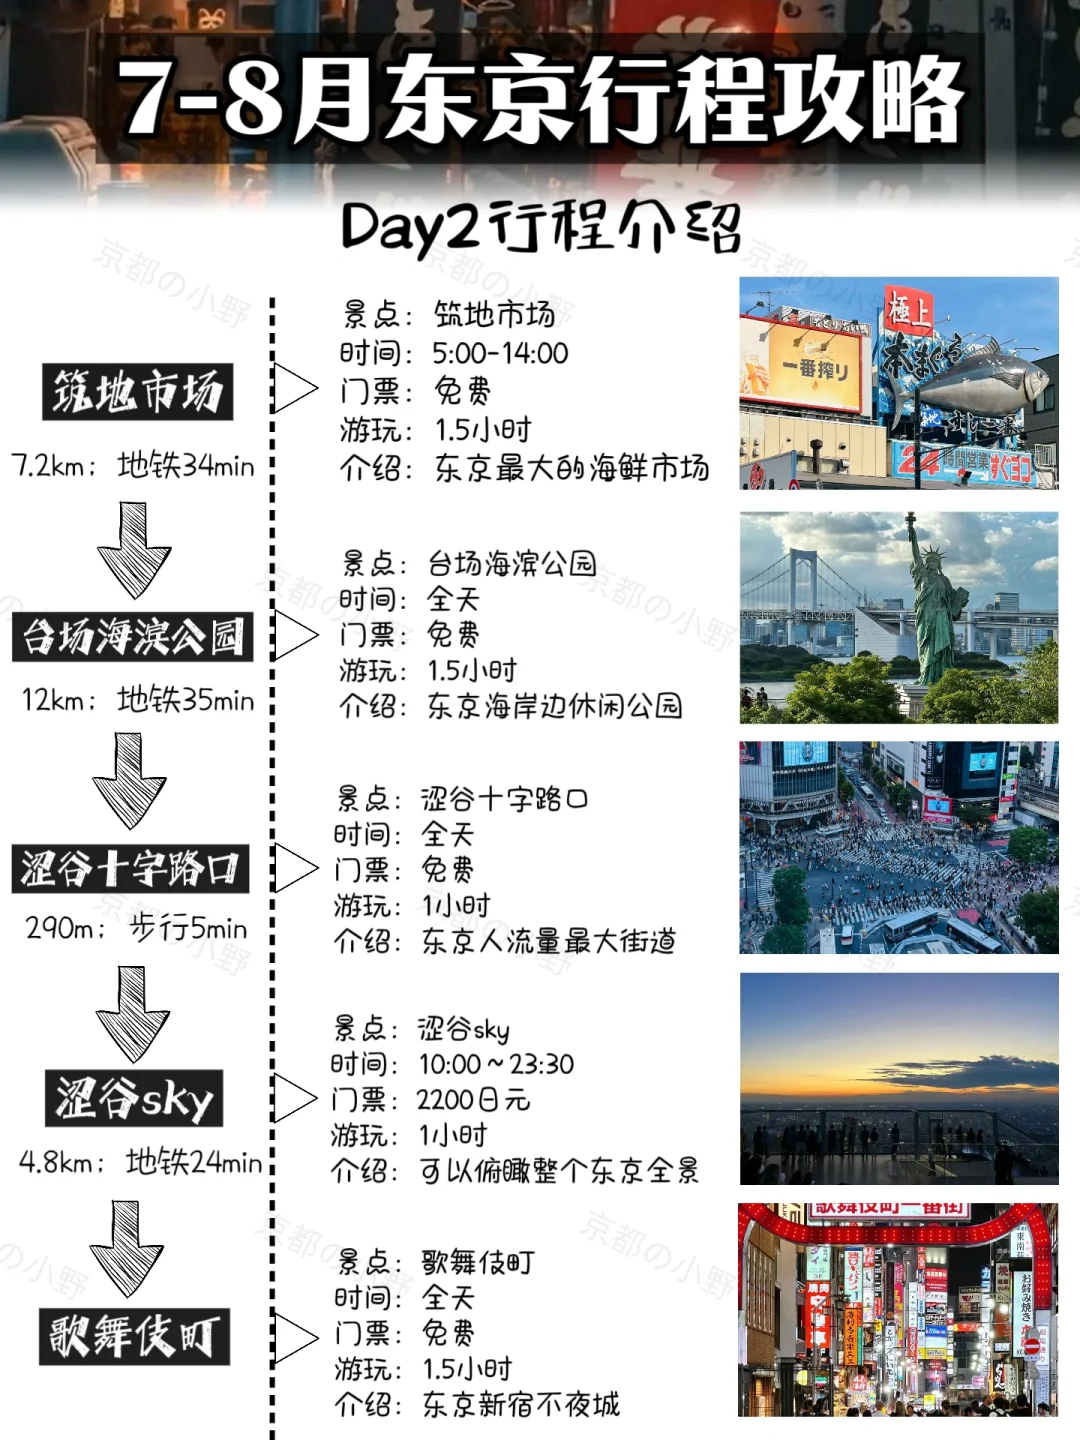 7-8月东京行程攻略
Day2行程介绍
筑地市场
7.2km；地铁34min
台场海滨公园
12km；地铁35min
涩谷十字路口
290m；步行5min
涩谷sky
4.8km；地铁24min
歌舞伎町
景点：筑地市场
时间：5:00-14:00
门票：免费
游玩：1.5小时
介绍：东京最大的海鲜市场
景点：台场海滨公园
时间：全天
门票：免费
游玩：1.5小时
介绍：东京海岸边休闲公园
景点：涩谷十字路口
时间：全天
门票：免费
游玩：1小时
介绍：东京人流量最大街道
景点：涩谷sky
时间：10:00~23:30
门票：2200日元
游玩：1小时
介绍：可以俯瞰整个东京全景
景点：歌舞伎町
时间：全天
门票：免费
游玩：1.5小时
介绍：东京新宿不夜城
極上
本まぐろ
一番搾り
24時間営業
歌舞伎町一番街
お好み焼き
焼肉
京都の小野